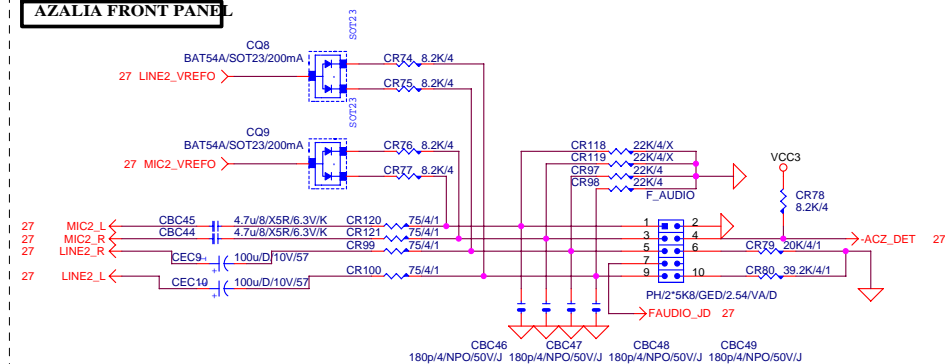 AZALIA FRONT PANEL
SOT23
CQ8
BAT54A/SOT23/200mA
CR74 8.2K/4
27 LINE2_VREFO
CR75 8.2K/4
SOT23
CQ9
BAT54A/SOT23/200mA
CR76 8.2K/4
27 MIC2_VREFO
CR77 8.2K/4
CR118 22K/4/X
CR119 22K/4/X
CR97 22K/4
CR98 22K/4
VCC3
CR78
8.2K/4
F_AUDIO
27 MIC2_L CBC45 4.7u/8/X5R/6.3V/K CR120 75/4/1 1 2
27 MIC2_R CBC44 4.7u/8/X5R/6.3V/K CR121 75/4/1 3 4 -ACZ_DET 27
27 LINE2_R CEC9 100u/D/10V/57 CR99 75/4/1 5 6 CR79 20K/4/1
7
27 LINE2_L CEC10 100u/D/10V/57 CR100 75/4/1 9 10 CR80 39.2K/4/1
PH/2*5K8/GED/2.54/VA/D
FAUDIO_JD 27
CBC46 CBC47 CBC48 CBC49
180p/4/NPO/50V/J 180p/4/NPO/50V/J 180p/4/NPO/50V/J 180p/4/NPO/50V/J